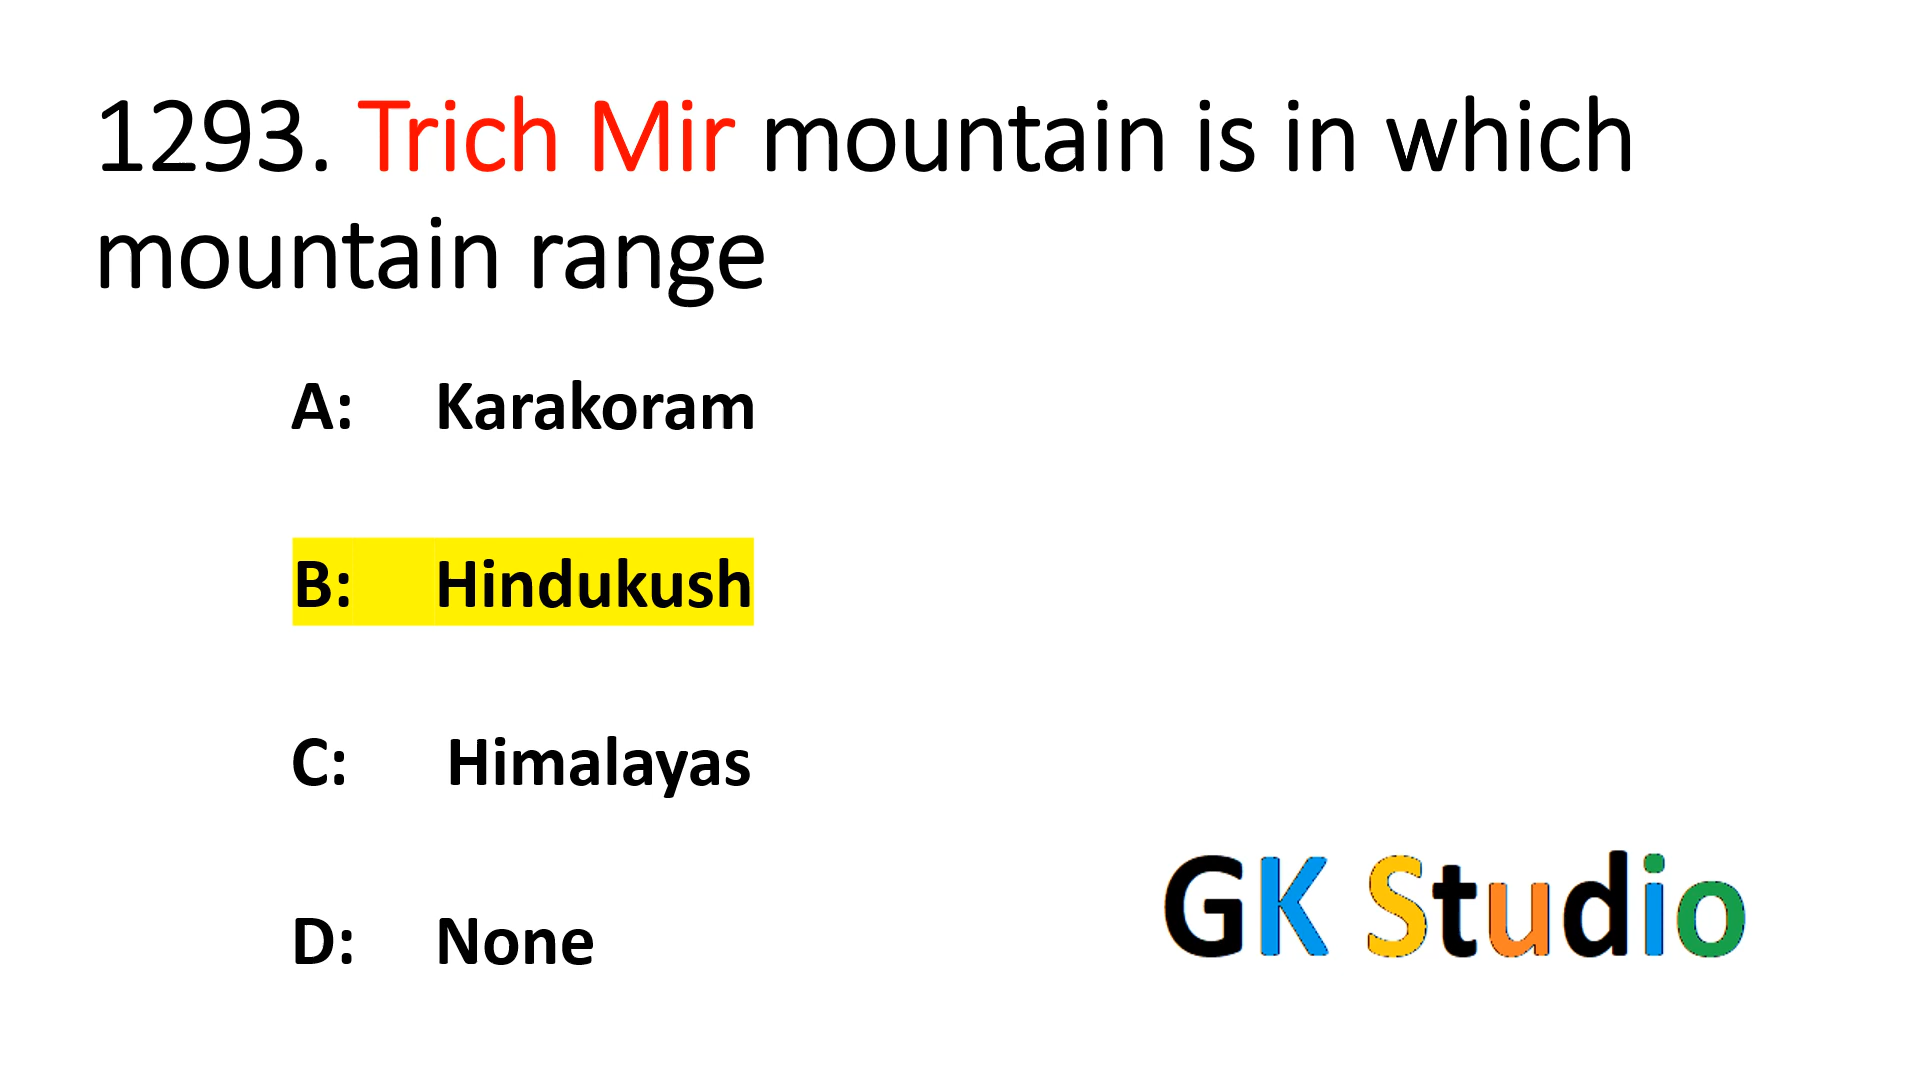 1293. Trich Mir mountain is in which
mountain range
A: Karakoram
B: Hindukush
C: Himalayas
D: None
GK Studio